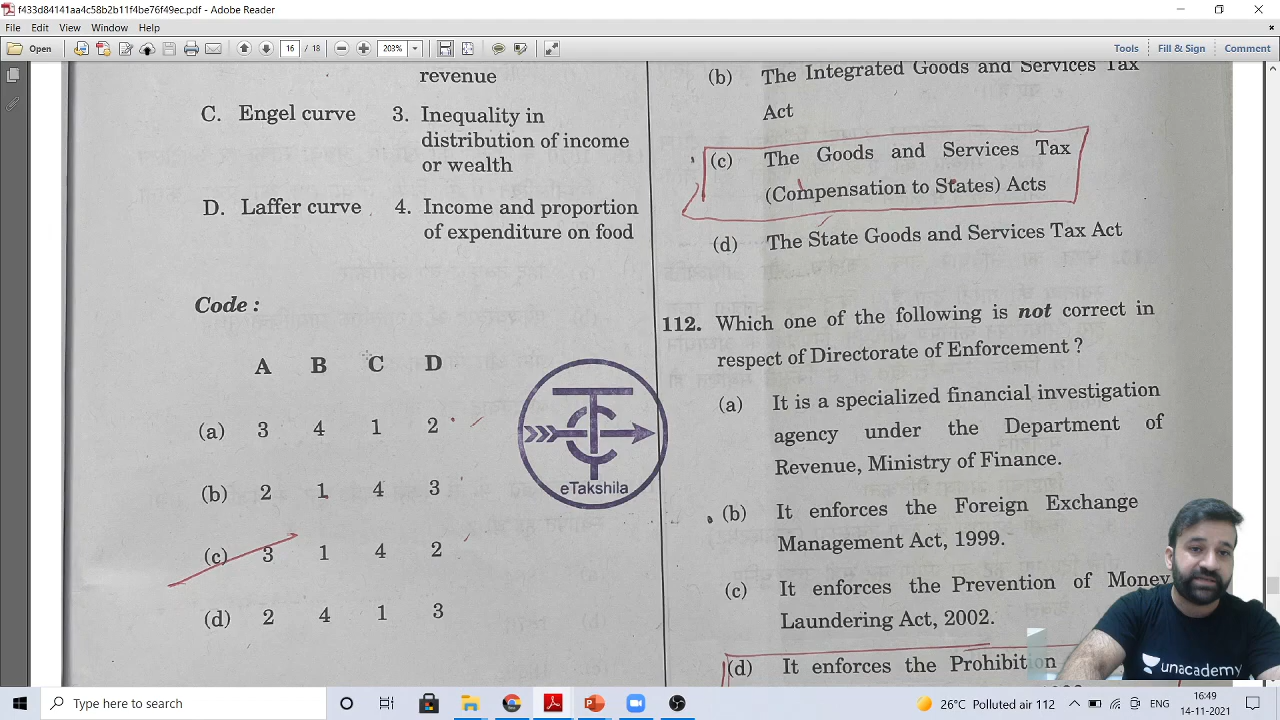 f433d84141aa4c58b2b11f4be76f49ec.pdf - Adobe Reader
File Edit View Window Help
Open 16 / 18 203% Tools Fill & Sign Comment
revenue
C. Engel curve 3. Inequality in
distribution of income
or wealth
D. Laffer curve 4. Income and proportion
of expenditure on food
Code :
A B C D
(a) 3 4 1 2
(b) 2 1 4 3
(c) 3 1 4 2
(d) 2 4 1 3
(b) The Integrated Goods and Services Tax
Act
(c) The Goods and Services Tax
(Compensation to States) Acts
(d) The State Goods and Services Tax Act
112. Which one of the following is not correct in
respect of Directorate of Enforcement ?
(a) It is a specialized financial investigation
agency under the Department of
Revenue, Ministry of Finance.
(b) It enforces the Foreign Exchange
Management Act, 1999.
(c) It enforces the Prevention of Money
Laundering Act, 2002.
(d) It enforces the Prohibition
eTakshila
unacademy
Type here to search
26°C Polluted air 112
16:49
14-11-2021